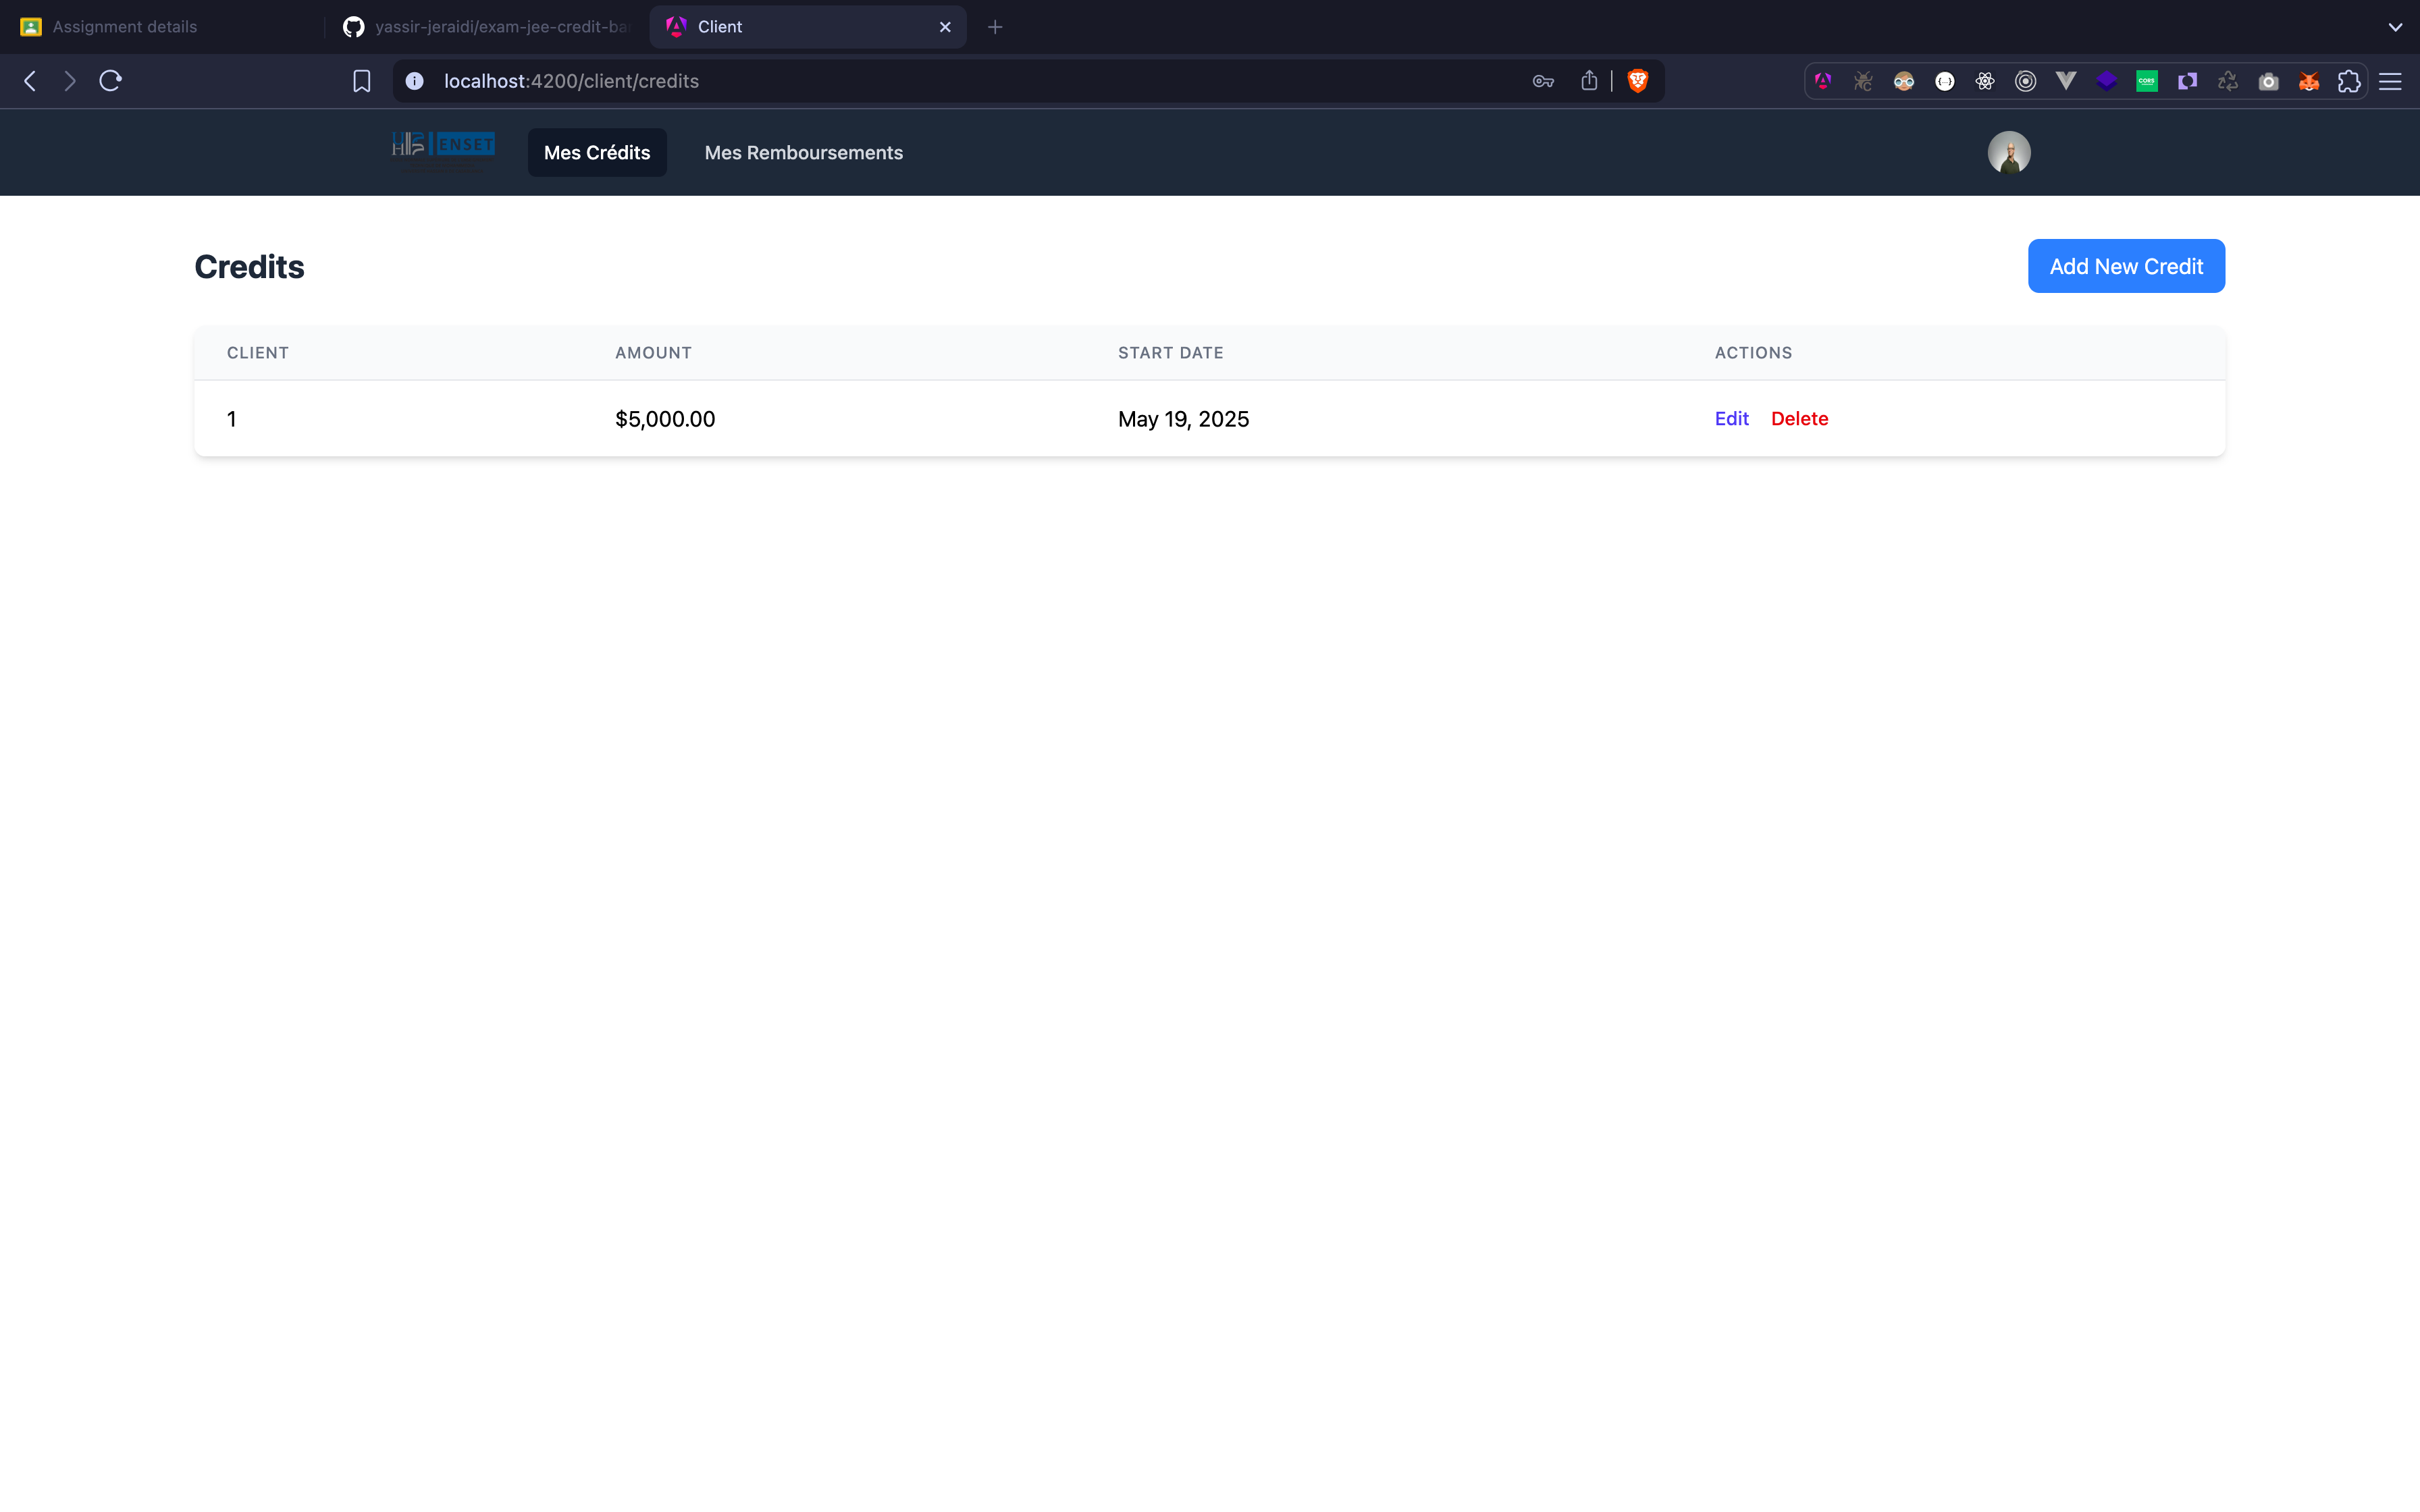 Assignment details
yassir-jeraidi/exam-jee-credit-ba
Client
localhost:4200/client/credits
CORS
ENSET
Mes Crédits
Mes Remboursements
Credits
Add New Credit
CLIENT AMOUNT START DATE ACTIONS
1 $5,000.00 May 19, 2025 Edit Delete